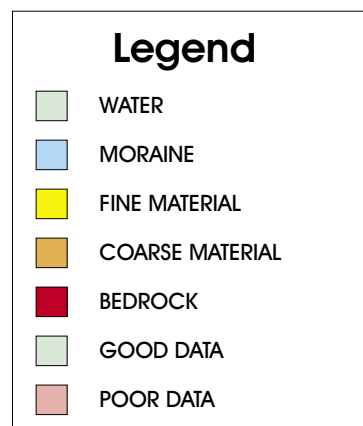 Legend
WATER
MORAINE
FINE MATERIAL
COARSE MATERIAL
BEDROCK
GOOD DATA
POOR DATA